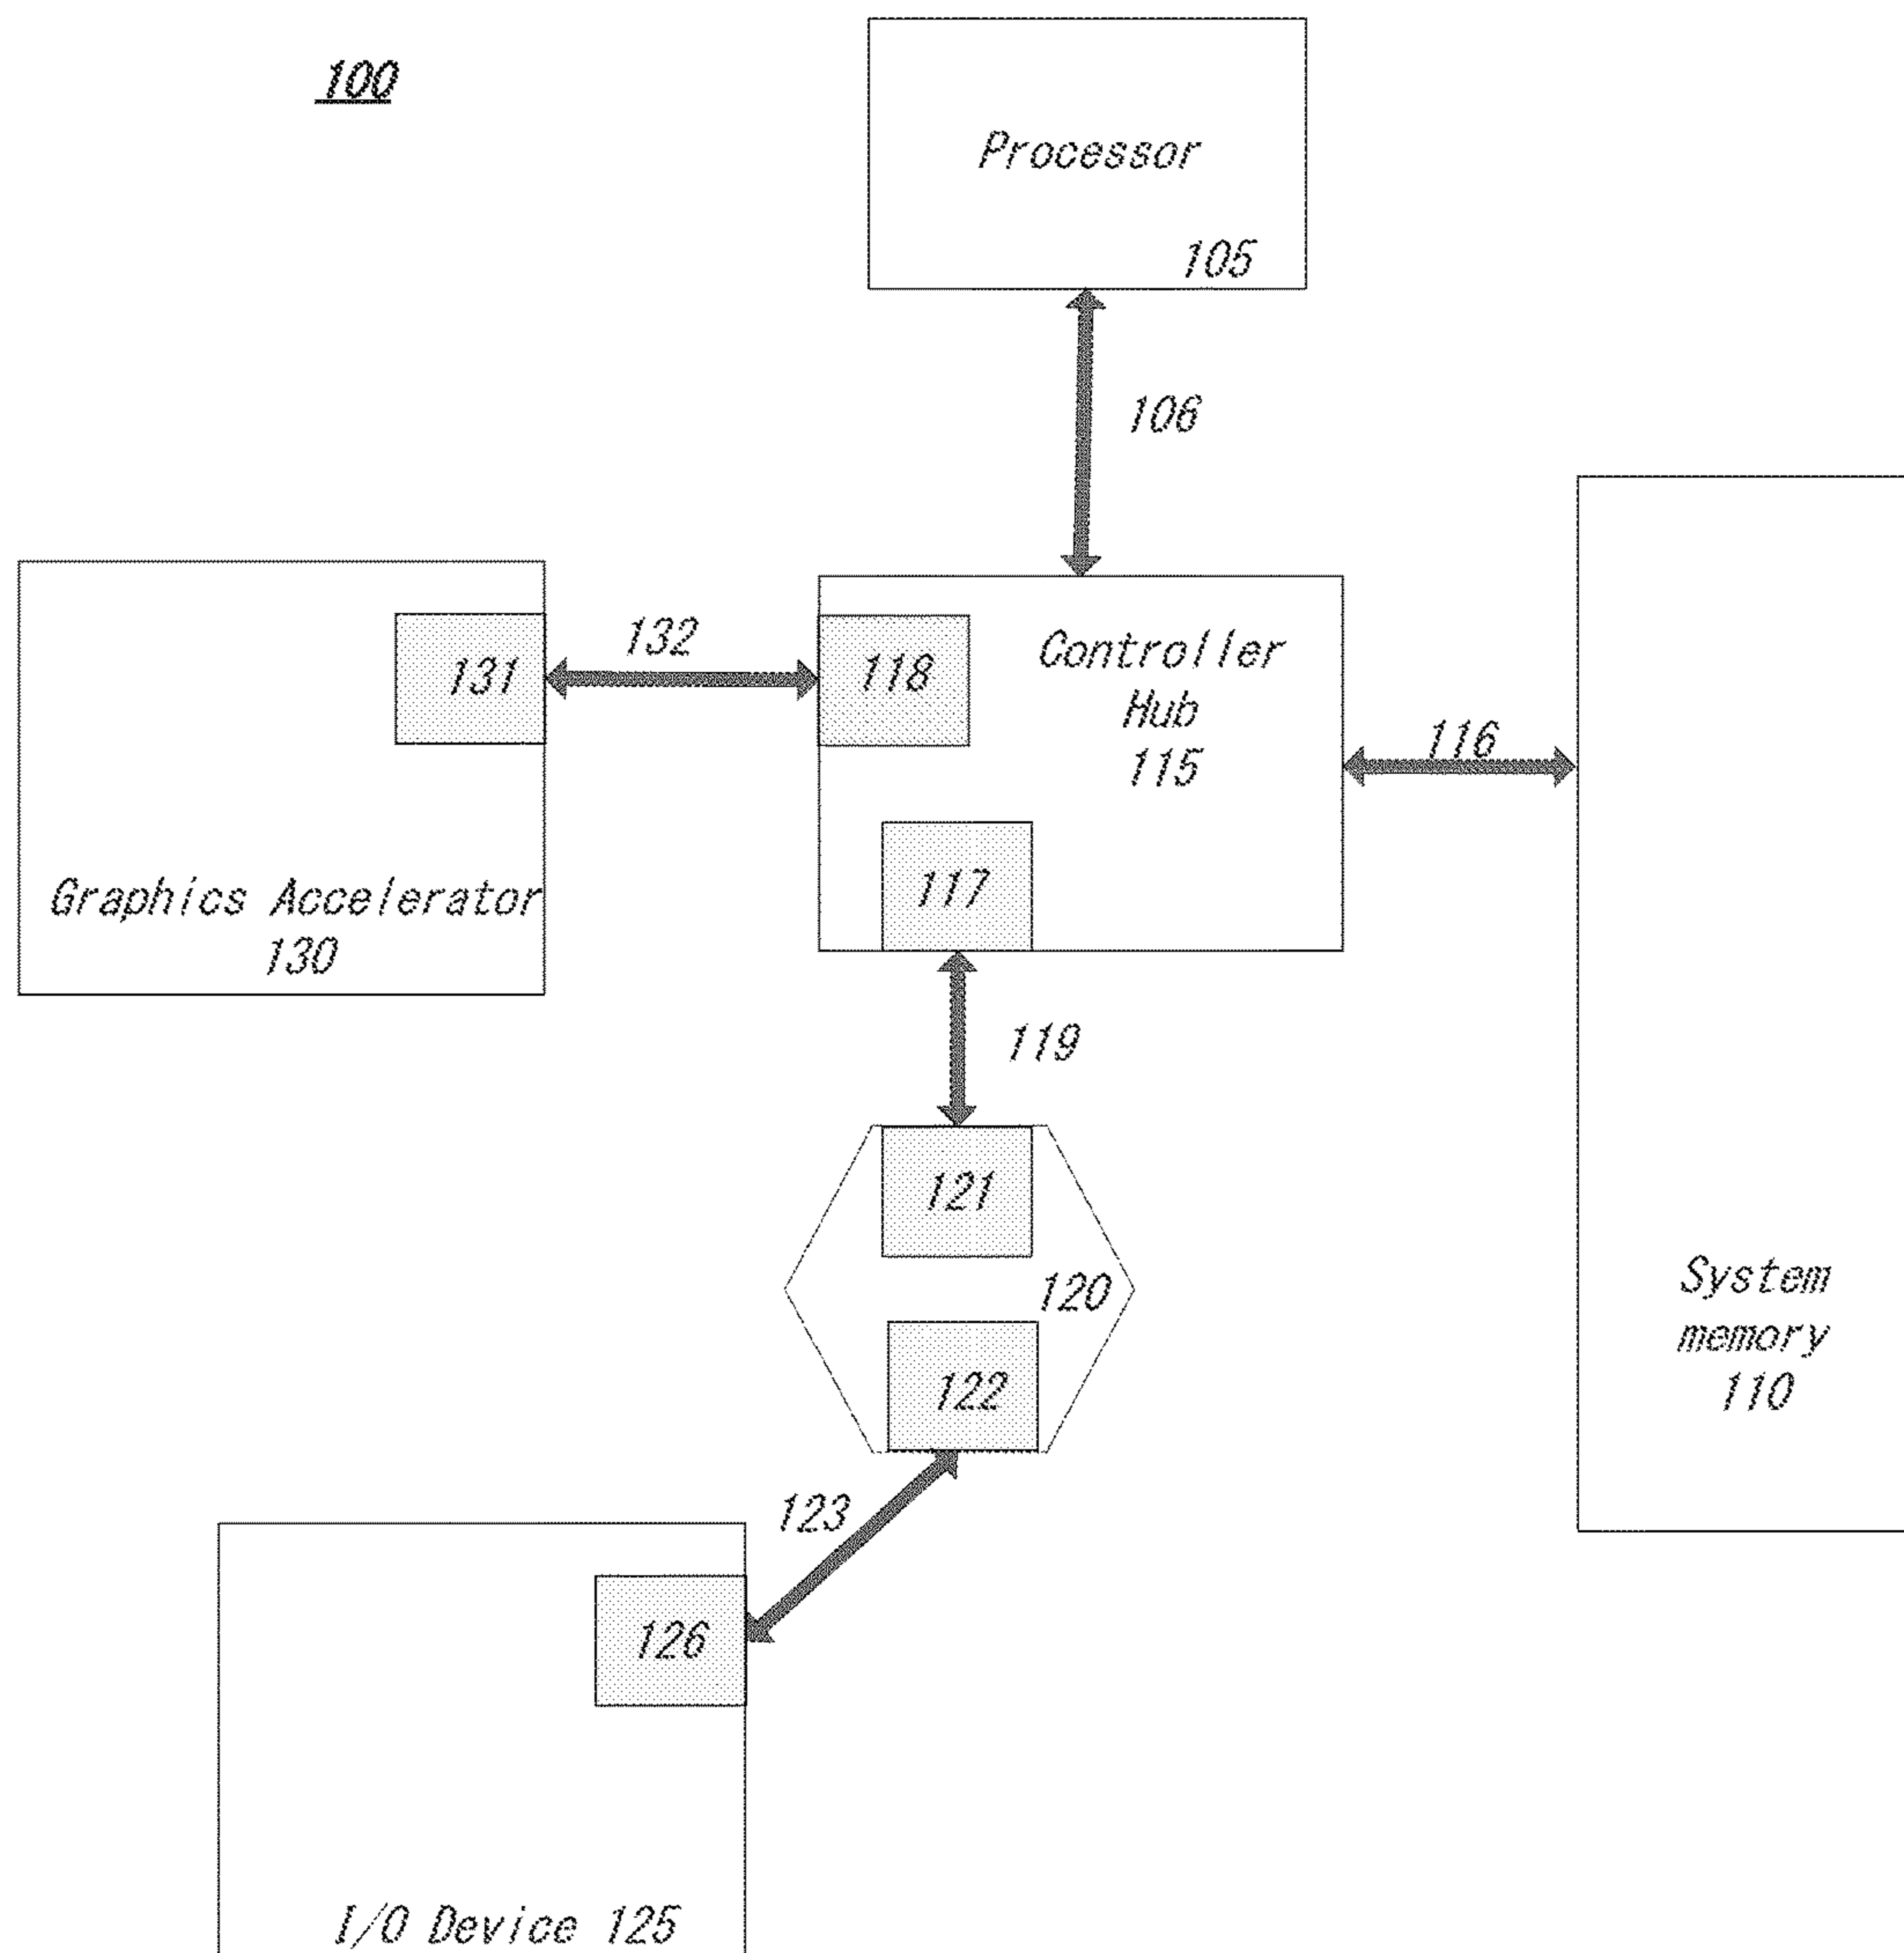 100
Processor
105
106
132
131
118
Controller
Hub
115
116
117
Graphics Accelerator
130
119
121
120
System
memory
110
122
123
126
I/O Device 125